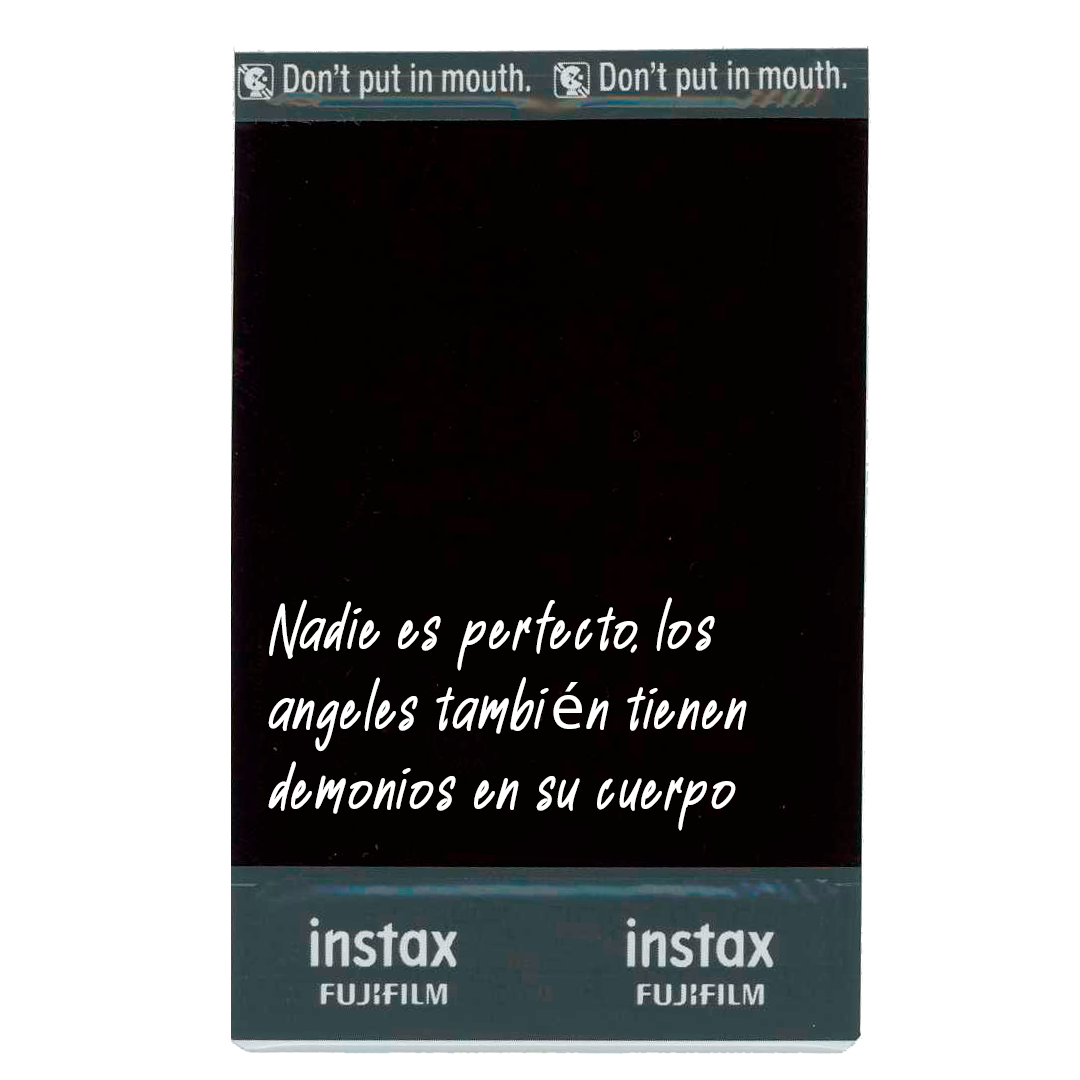 Don't put in mouth. Don't put in mouth.
Nadie es perfecto, los
angeles también tienen
demonios en su cuerpo
instax instax
FUJIFILM FUJIFILM